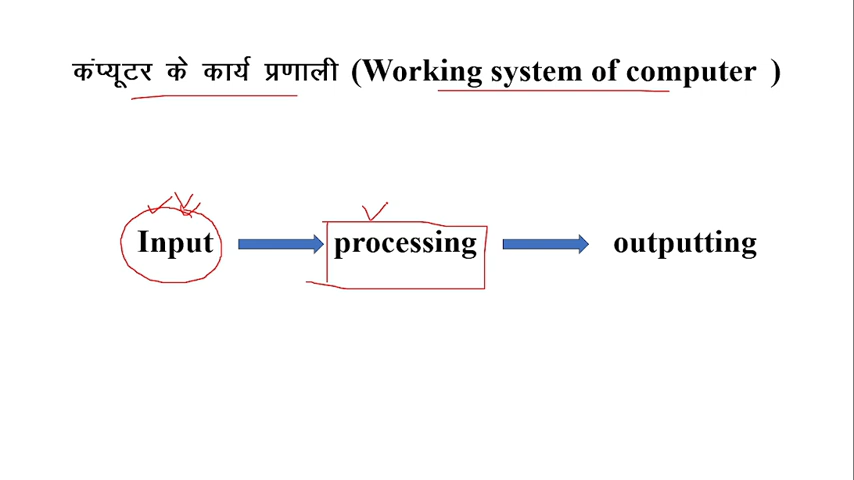 कंप्यूटर के कार्य प्रणाली (Working system of computer )
Input processing outputting